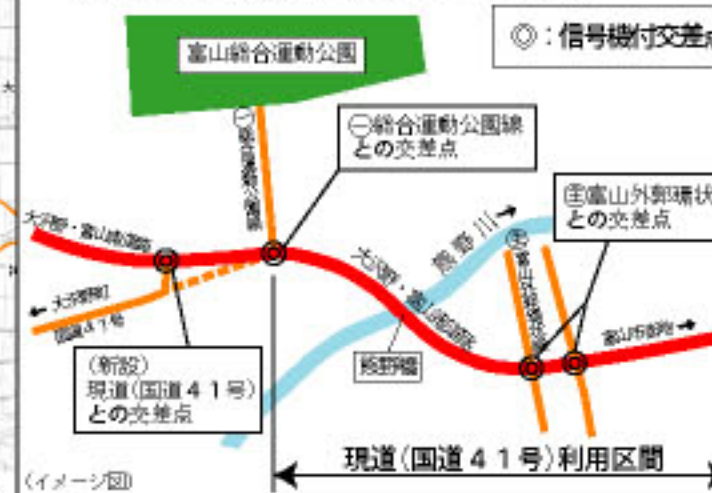 富山総合運動公園
◎：信号機付交差点
㊀総合運動公園線
との交差点
㊀総合運動公園線
㊤富山外郭環状
との交差点
大沢野・富山南道路
熊野川→
← 大沢野町
国道41号
大沢野・富山南道路
富山市街地 →
（新設）
現道(国道４１号)
との交差点
熊野橋
現道(国道４１号)利用区間
(イメージ図)